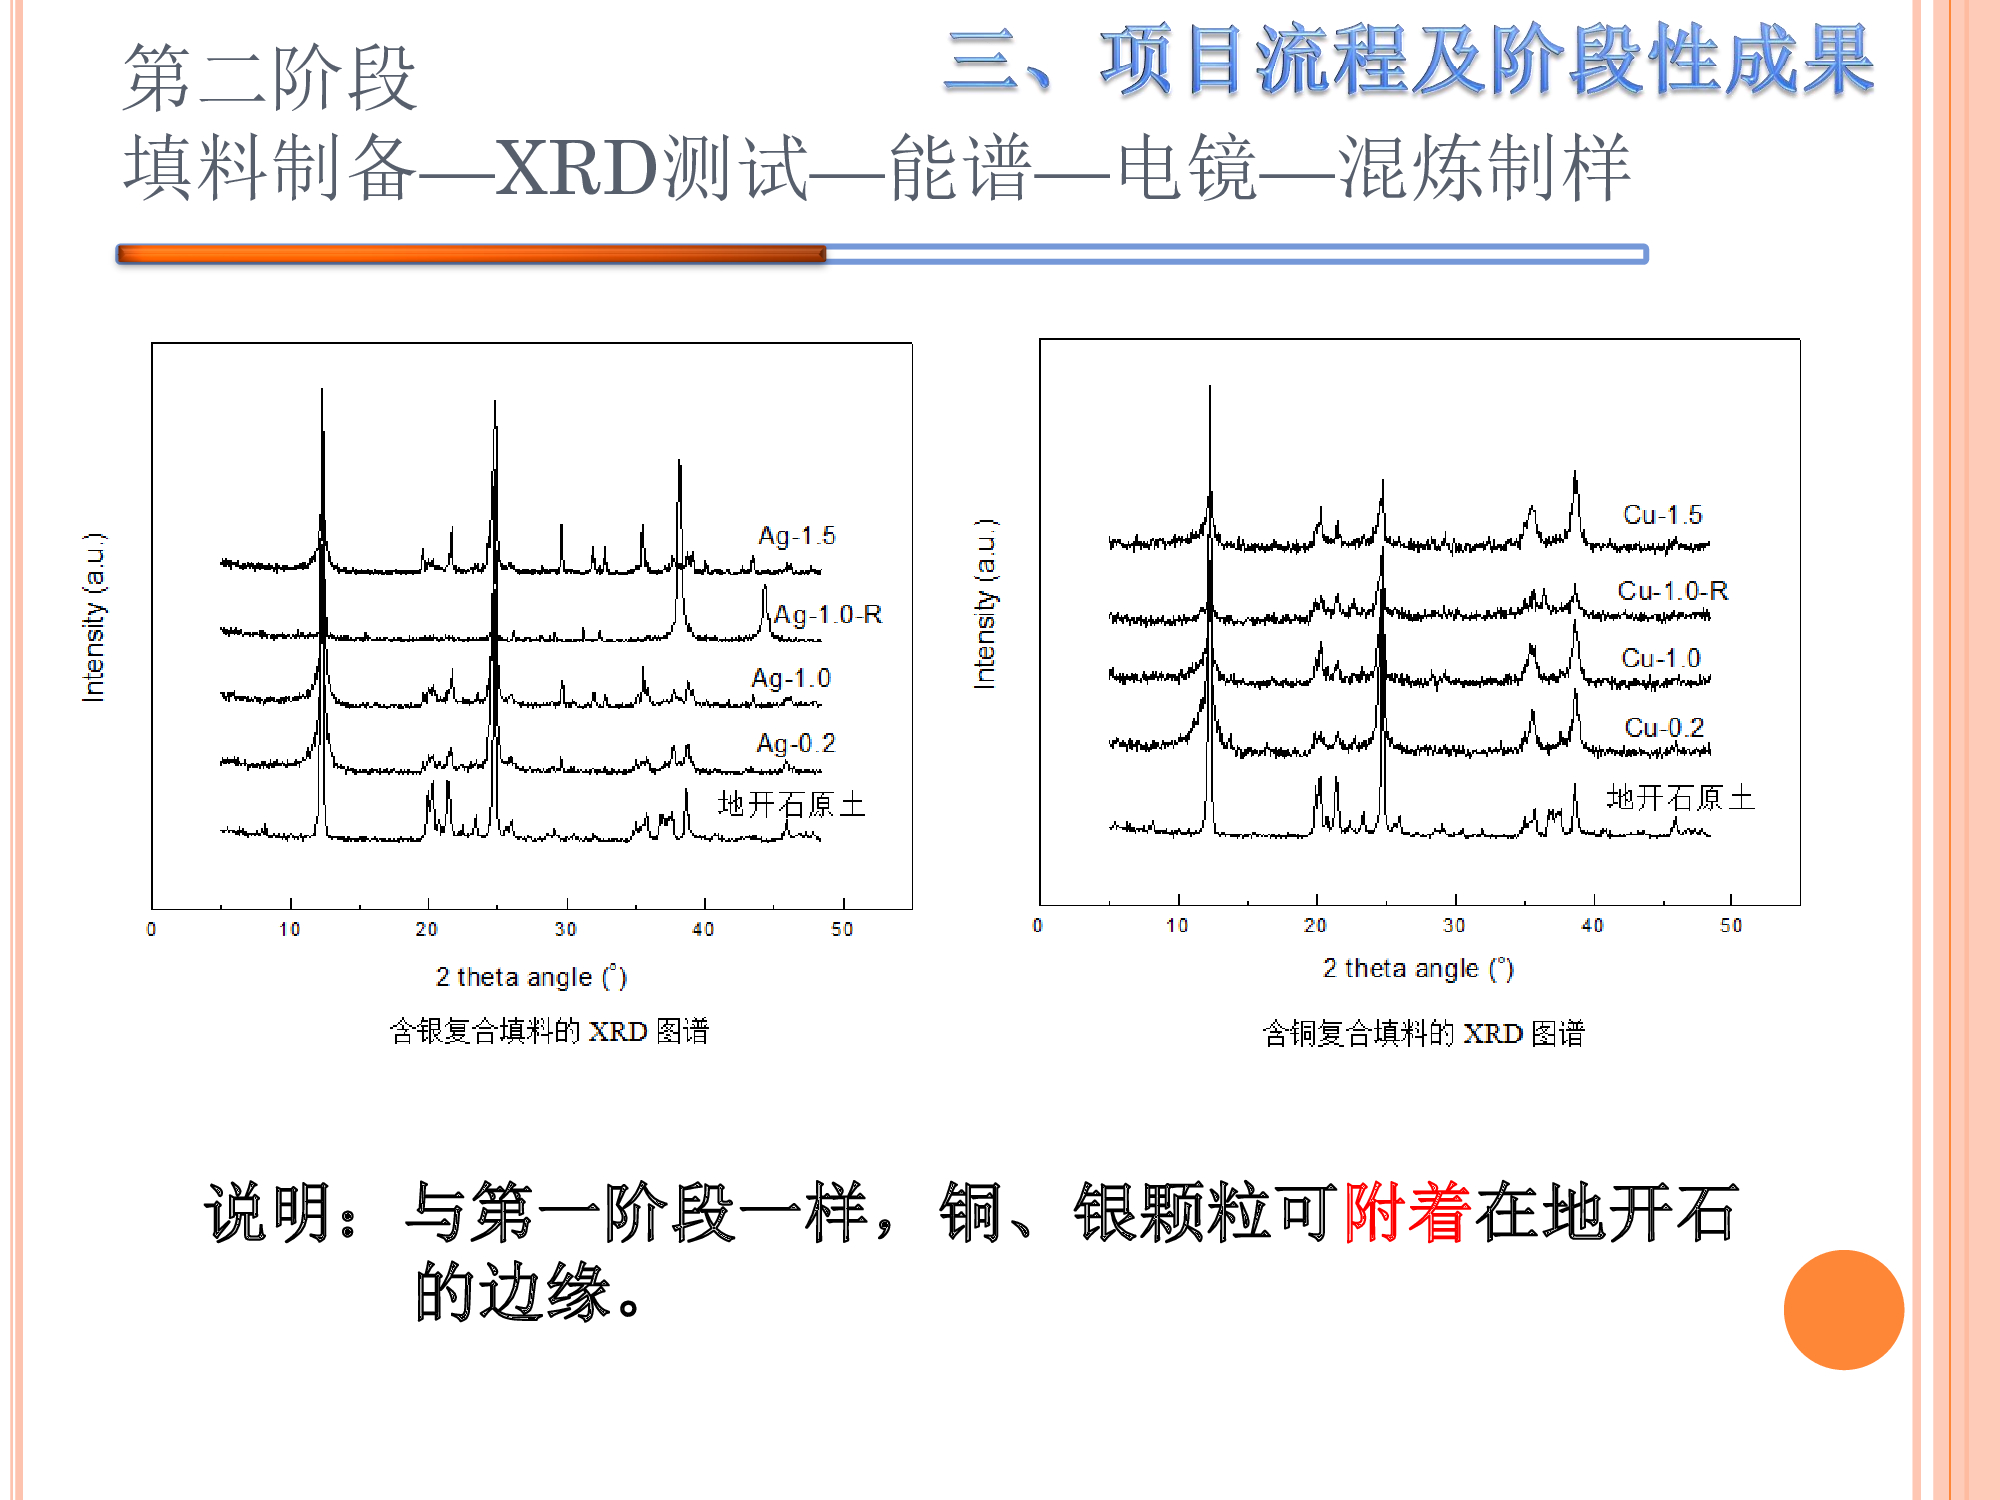 三、项目流程及阶段性成果
第二阶段
填料制备—XRD测试—能谱—电镜—混炼制样
Intensity (a.u.)
Ag-1.5
Ag-1.0-R
Ag-1.0
Ag-0.2
地开石原土
0 10 20 30 40 50
2 theta angle (°)
含银复合填料的 XRD 图谱
Intensity (a.u.)
Cu-1.5
Cu-1.0-R
Cu-1.0
Cu-0.2
地开石原土
0 10 20 30 40 50
2 theta angle (°)
含铜复合填料的 XRD 图谱
说明：与第一阶段一样，铜、银颗粒可附着在地开石
的边缘。